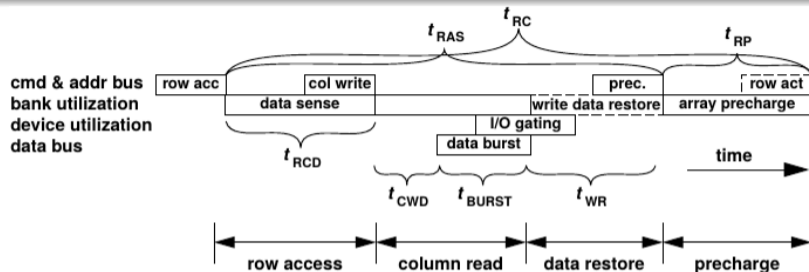 tRC
tRAS
tRP
cmd & addr bus row acc col write prec. row act
bank utilization data sense write data restore array precharge
device utilization I/O gating
data bus data burst
tRCD
time
tCWD tBURST tWR
row access column read data restore precharge